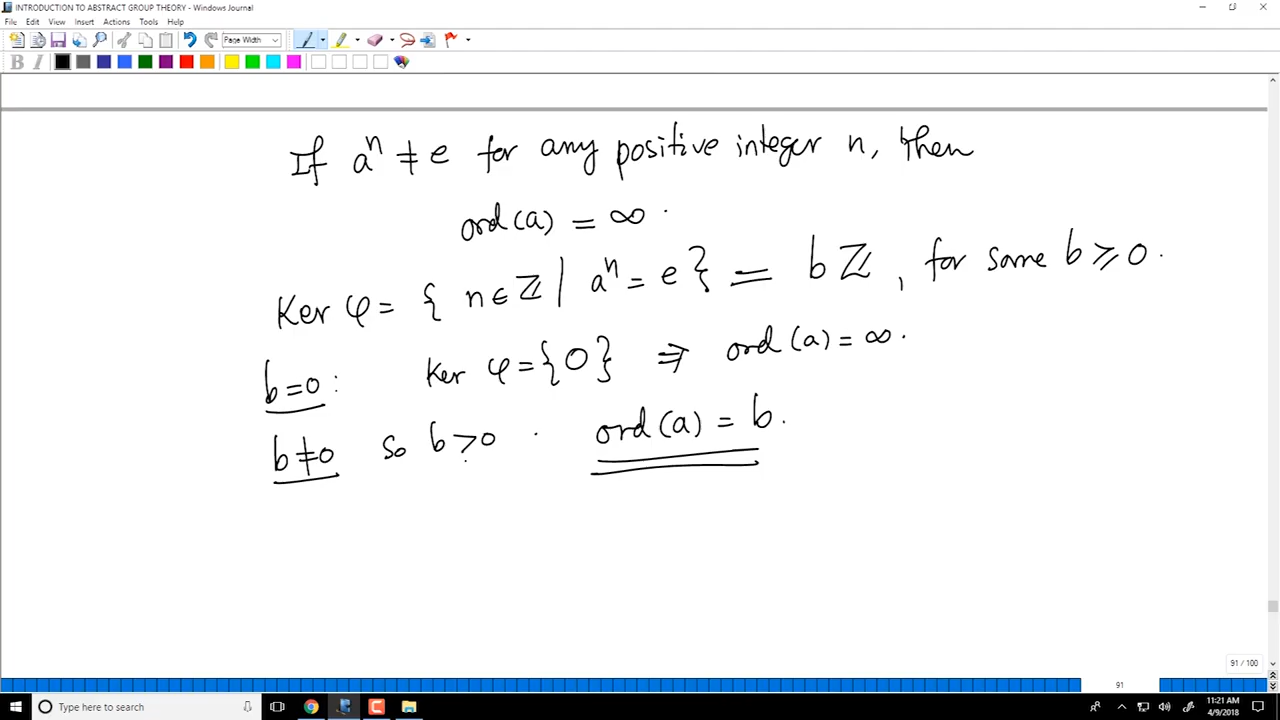 INTRODUCTION TO ABSTRACT GROUP THEORY - Windows Journal
File Edit View Insert Actions Tools Help
Page Width
B I
If aⁿ ≠ e for any positive integer n, then
ord(a) = ∞.
Ker φ = { n ∈ ℤ | aⁿ = e } = bℤ, for some b ⩾ 0.
b=0: Ker φ = {0} ⇒ ord(a) = ∞.
b≠0 so b>0. ord(a) = b.
91 / 100
91
Type here to search
11:21 AM
4/9/2018